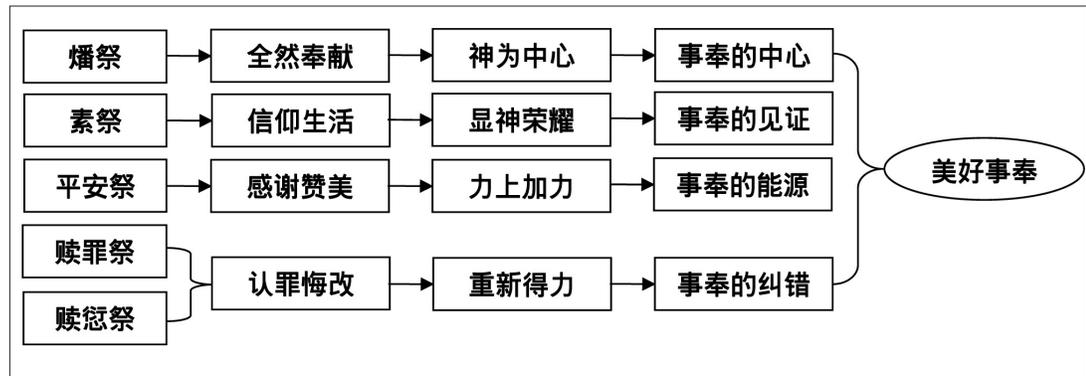 燔祭
全然奉献
神为中心
事奉的中心
素祭
信仰生活
显神荣耀
事奉的见证
平安祭
感谢赞美
力上加力
事奉的能源
美好事奉
赎罪祭
赎愆祭
认罪悔改
重新得力
事奉的纠错